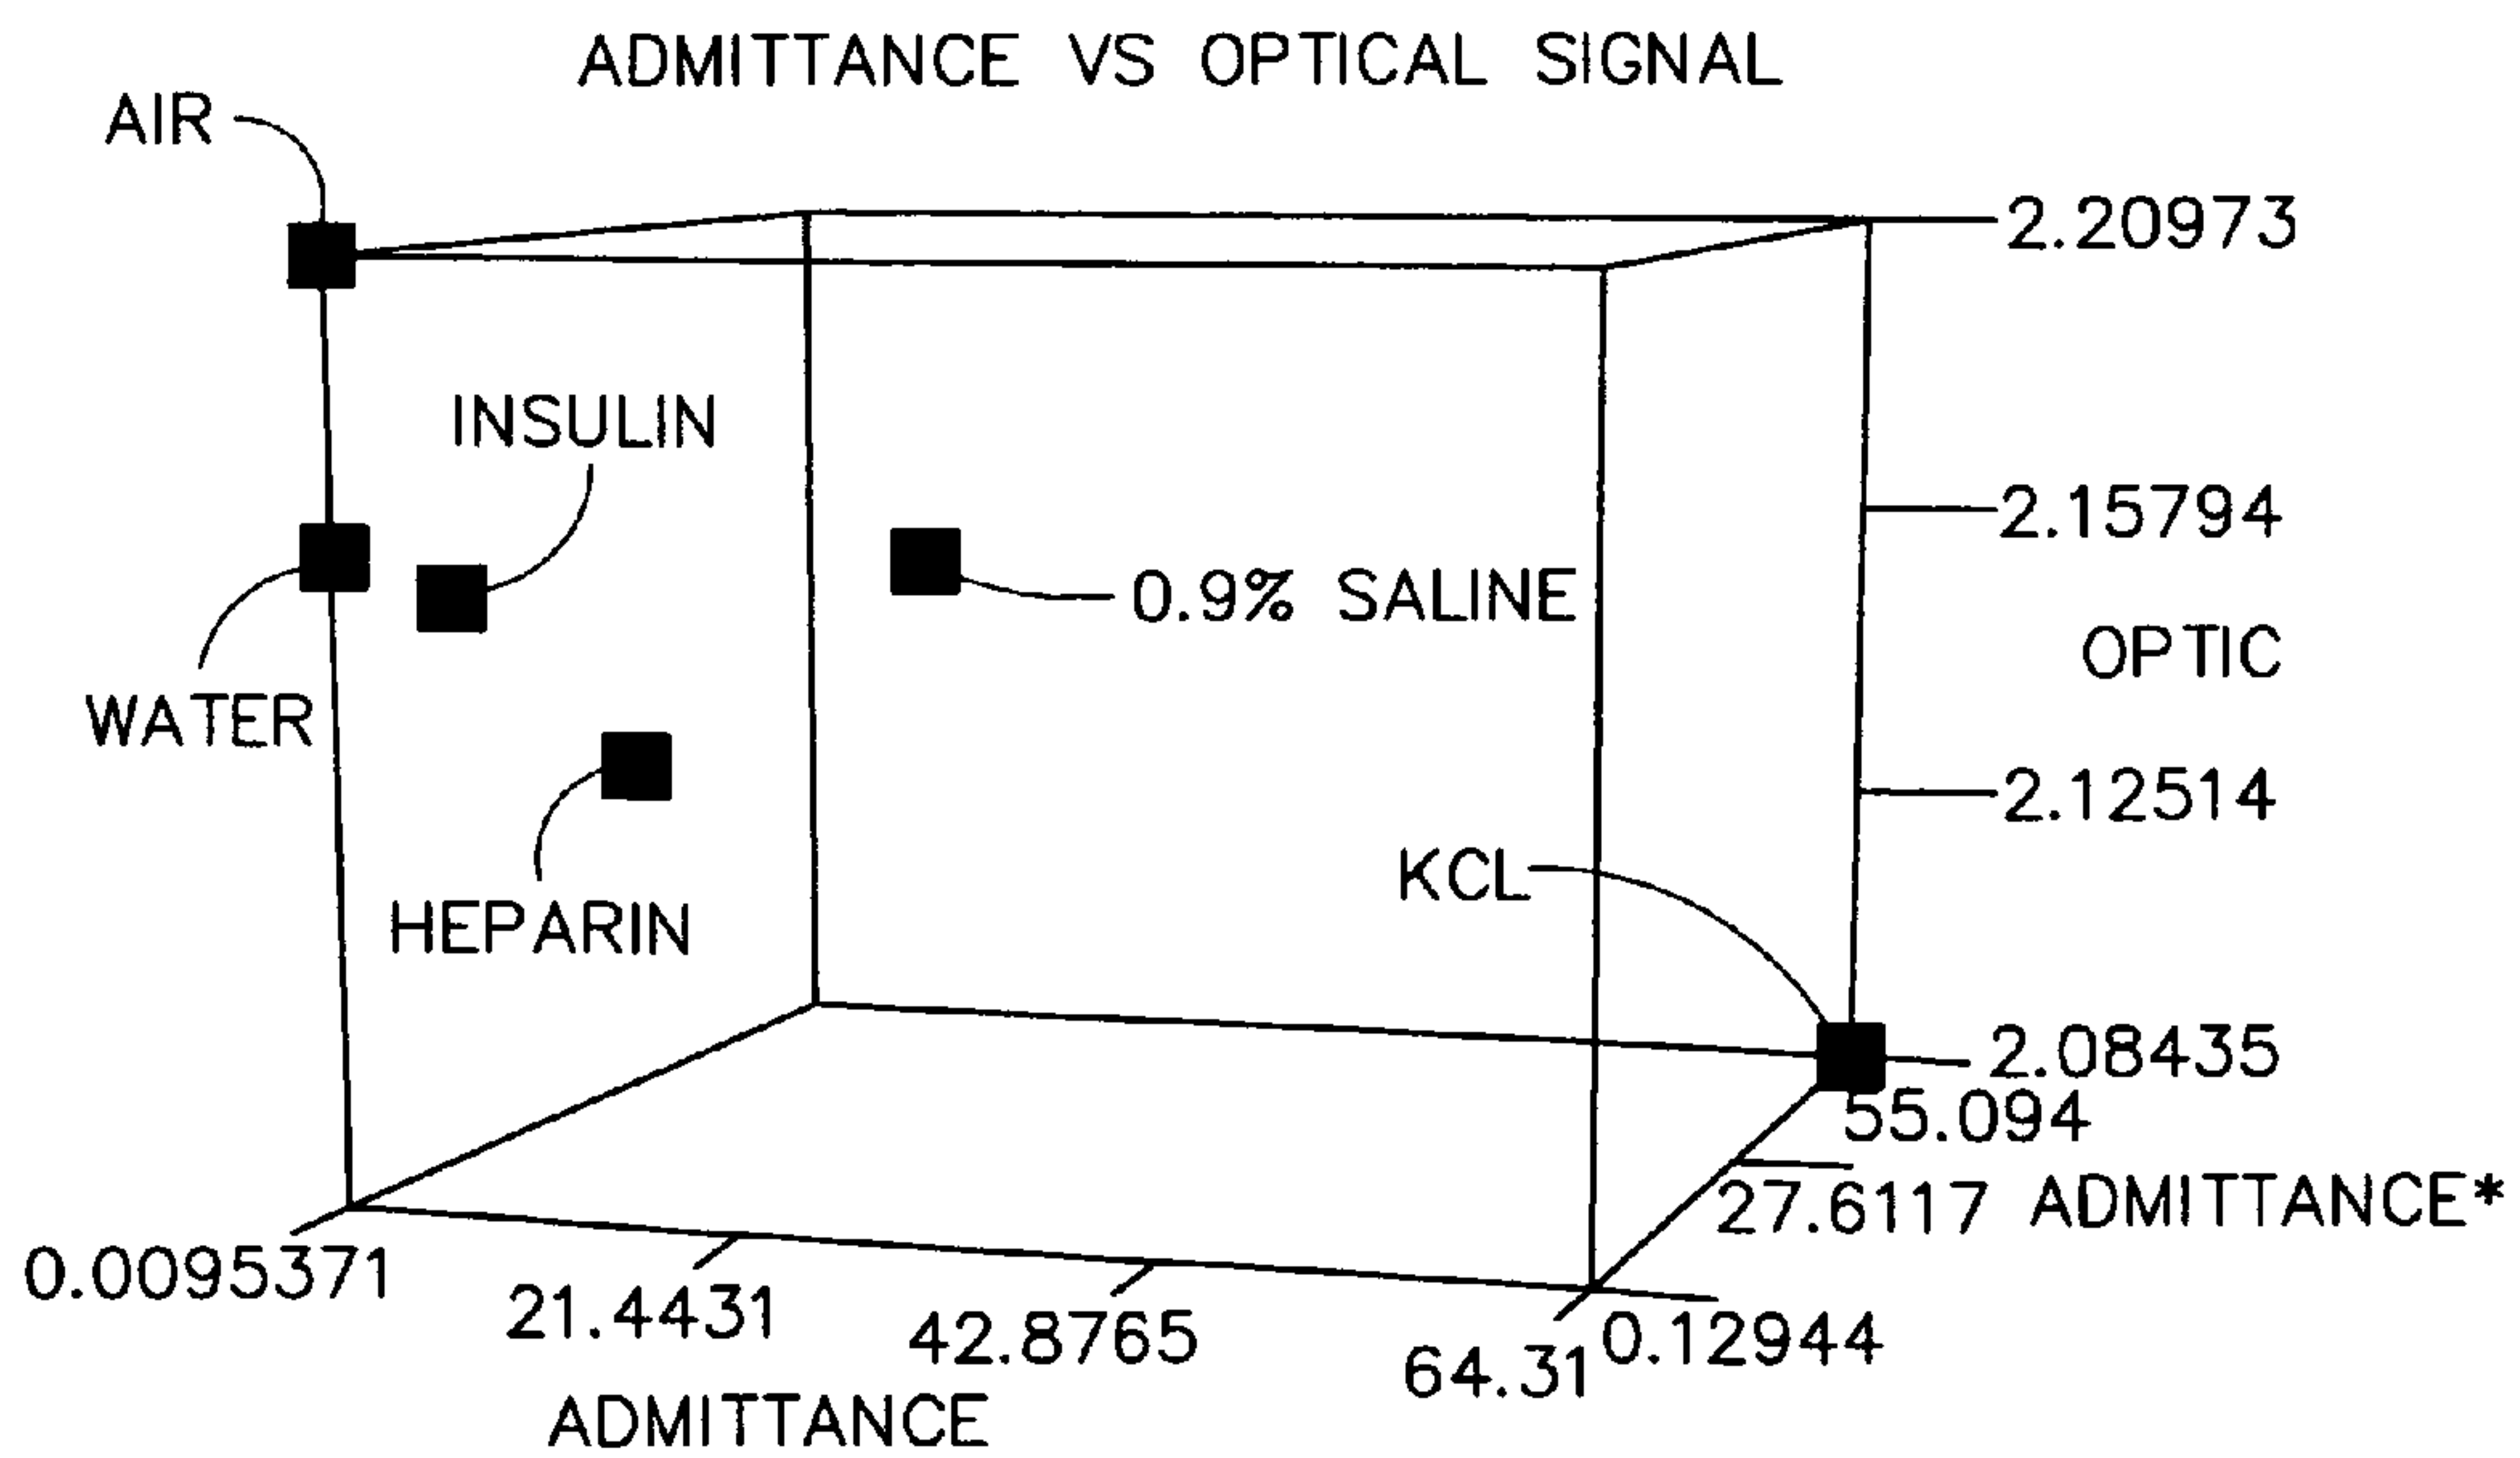 ADMITTANCE VS OPTICAL SIGNAL
AIR
2.20973
INSULIN
2.15794
0.9% SALINE
OPTIC
WATER
2.12514
KCL
HEPARIN
2.08435
55.094
27.6117 ADMITTANCE*
0.0095371
21.4431
42.8765
0.12944
64.31
ADMITTANCE